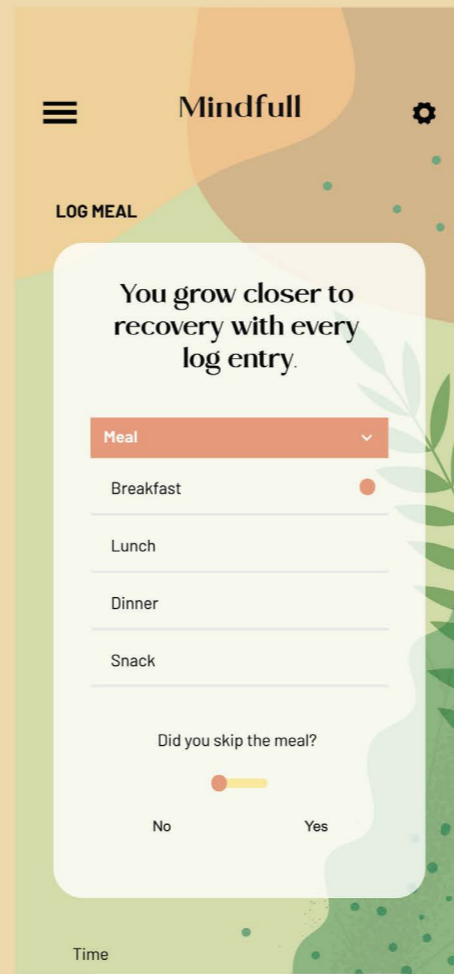 Mindfull
LOG MEAL
You grow closer to
recovery with every
log entry.
Meal
Breakfast
Lunch
Dinner
Snack
Did you skip the meal?
No Yes
Time